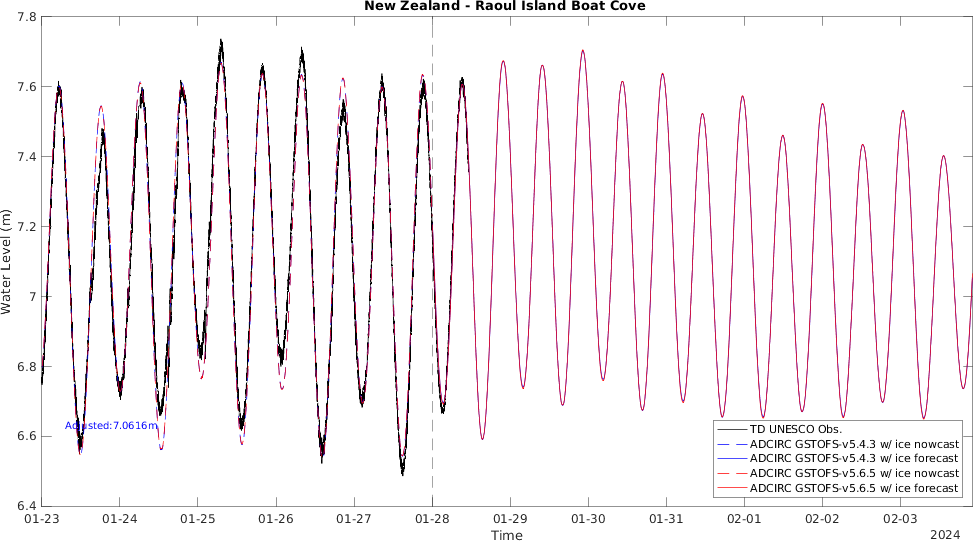 New Zealand - Raoul Island Boat Cove
7.8
7.6
7.4
7.2
7
6.8
6.6
6.4
Water Level (m)
Adjusted:7.0616m
TD UNESCO Obs.
ADCIRC GSTOFS-v5.4.3 w/ ice nowcast
ADCIRC GSTOFS-v5.4.3 w/ ice forecast
ADCIRC GSTOFS-v5.6.5 w/ ice nowcast
ADCIRC GSTOFS-v5.6.5 w/ ice forecast
01-23 01-24 01-25 01-26 01-27 01-28 01-29 01-30 01-31 02-01 02-02 02-03
Time
2024